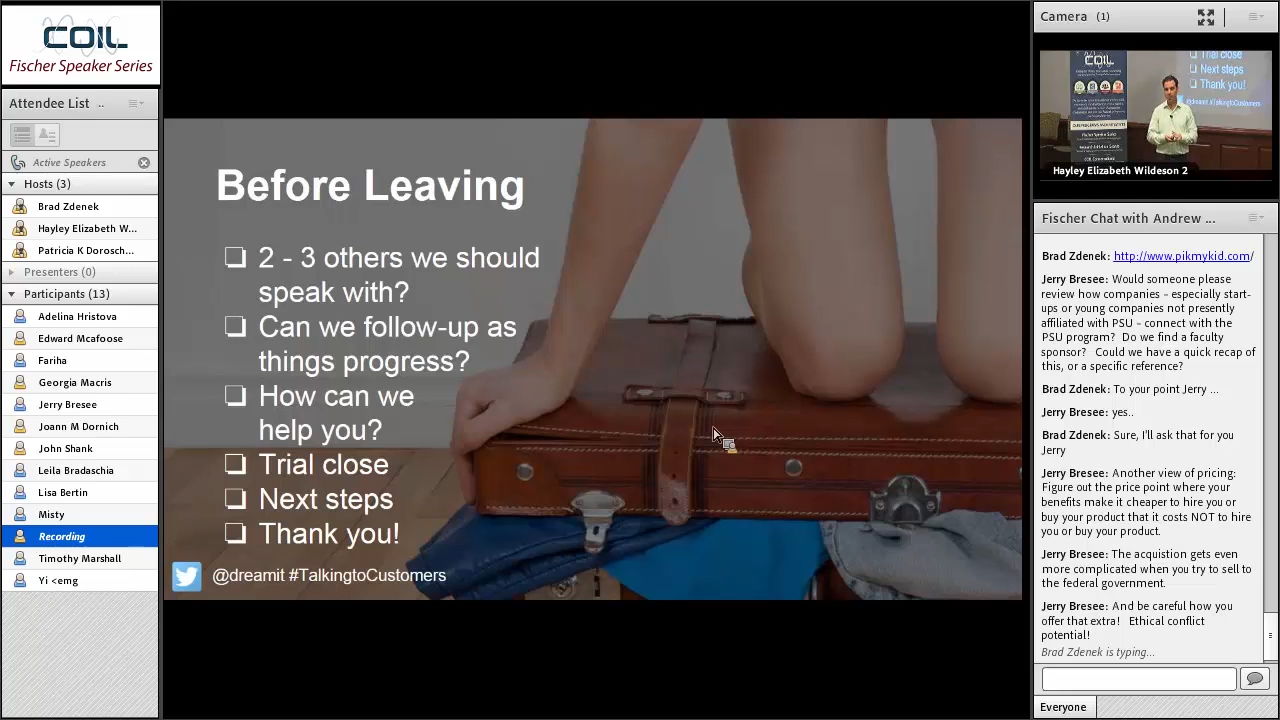 COIL
Fischer Speaker Series
Attendee List ..
Active Speakers
Hosts (3)
Brad Zdenek
Hayley Elizabeth W...
Patricia K Dorosch...
Presenters (0)
Participants (13)
Adelina Hristova
Edward Mcafoose
Fariha
Georgia Macris
Jerry Bresee
Joann M Dornich
John Shank
Leila Bradaschia
Lisa Bertin
Misty
Recording
Timothy Marshall
Yi <emg
Before Leaving
2 - 3 others we should
speak with?
Can we follow-up as
things progress?
How can we
help you?
Trial close
Next steps
Thank you!
@dreamit #TalkingtoCustomers
Camera (1)
COIL
Trial close
Next steps
Thank you!
@dreamit #TalkingtoCustomers
Hayley Elizabeth Wildeson 2
Fischer Chat with Andrew ...
Brad Zdenek: http://www.pikmykid.com/
Jerry Bresee: Would someone please
review how companies - especially start-
ups or young companies not presently
affiliated with PSU - connect with the
PSU program? Do we find a faculty
sponsor? Could we have a quick recap of
this, or a specific reference?
Brad Zdenek: To your point Jerry ...
Jerry Bresee: yes..
Brad Zdenek: Sure, I'll ask that for you
Jerry
Jerry Bresee: Another view of pricing:
Figure out the price point where your
benefits make it cheaper to hire you or
buy your product that it costs NOT to hire
you or buy your product.
Jerry Bresee: The acquistion gets even
more complicated when you try to sell to
the federal government.
Jerry Bresee: And be careful how you
offer that extra! Ethical conflict
potential!
Brad Zdenek is typing...
Everyone